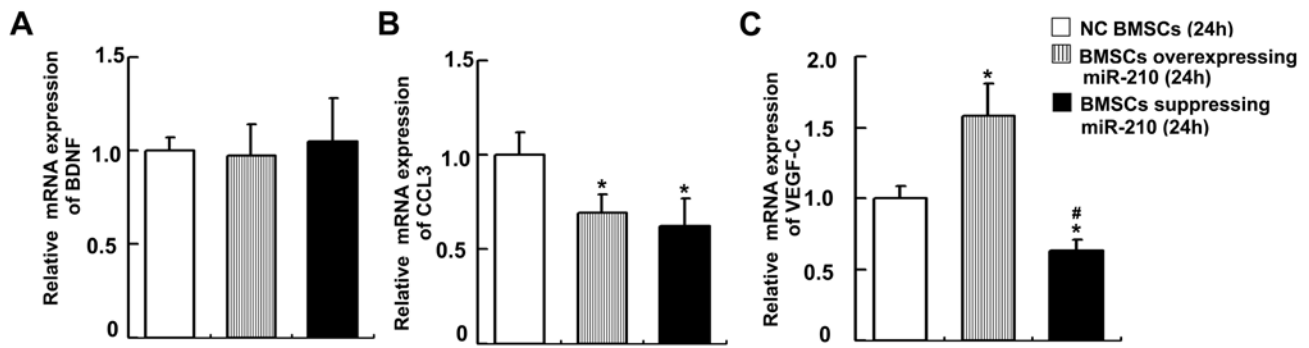 A
Relative mRNA expression
of BDNF
1.5
1.0
0.5
0
B
Relative mRNA expression
of CCL3
1.5
1.0
0.5
0
*
*
C
Relative mRNA expression
of VEGF-C
2.0
1.5
1.0
0.5
0
*
#
*
NC BMSCs (24h)
BMSCs overexpressing
miR-210 (24h)
BMSCs suppressing
miR-210 (24h)